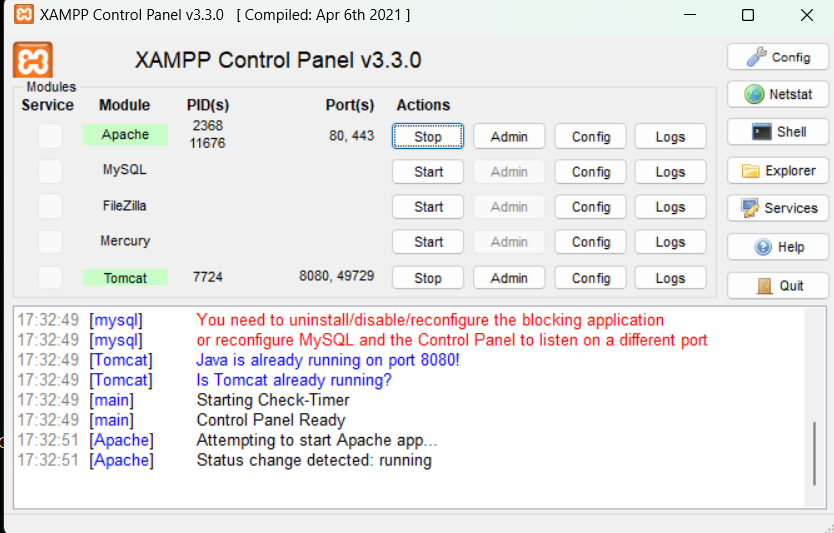 XAMPP Control Panel v3.3.0 [ Compiled: Apr 6th 2021 ]
XAMPP Control Panel v3.3.0
Config
Modules
Service Module PID(s) Port(s) Actions
Netstat
Apache 2368 11676 80, 443 Stop Admin Config Logs
Shell
MySQL Start Admin Config Logs
Explorer
FileZilla Start Admin Config Logs
Services
Mercury Start Admin Config Logs
Help
Tomcat 7724 8080, 49729 Stop Admin Config Logs
Quit
17:32:49 [mysql] You need to uninstall/disable/reconfigure the blocking application
17:32:49 [mysql] or reconfigure MySQL and the Control Panel to listen on a different port
17:32:49 [Tomcat] Java is already running on port 8080!
17:32:49 [Tomcat] Is Tomcat already running?
17:32:49 [main] Starting Check-Timer
17:32:49 [main] Control Panel Ready
17:32:51 [Apache] Attempting to start Apache app...
17:32:51 [Apache] Status change detected: running